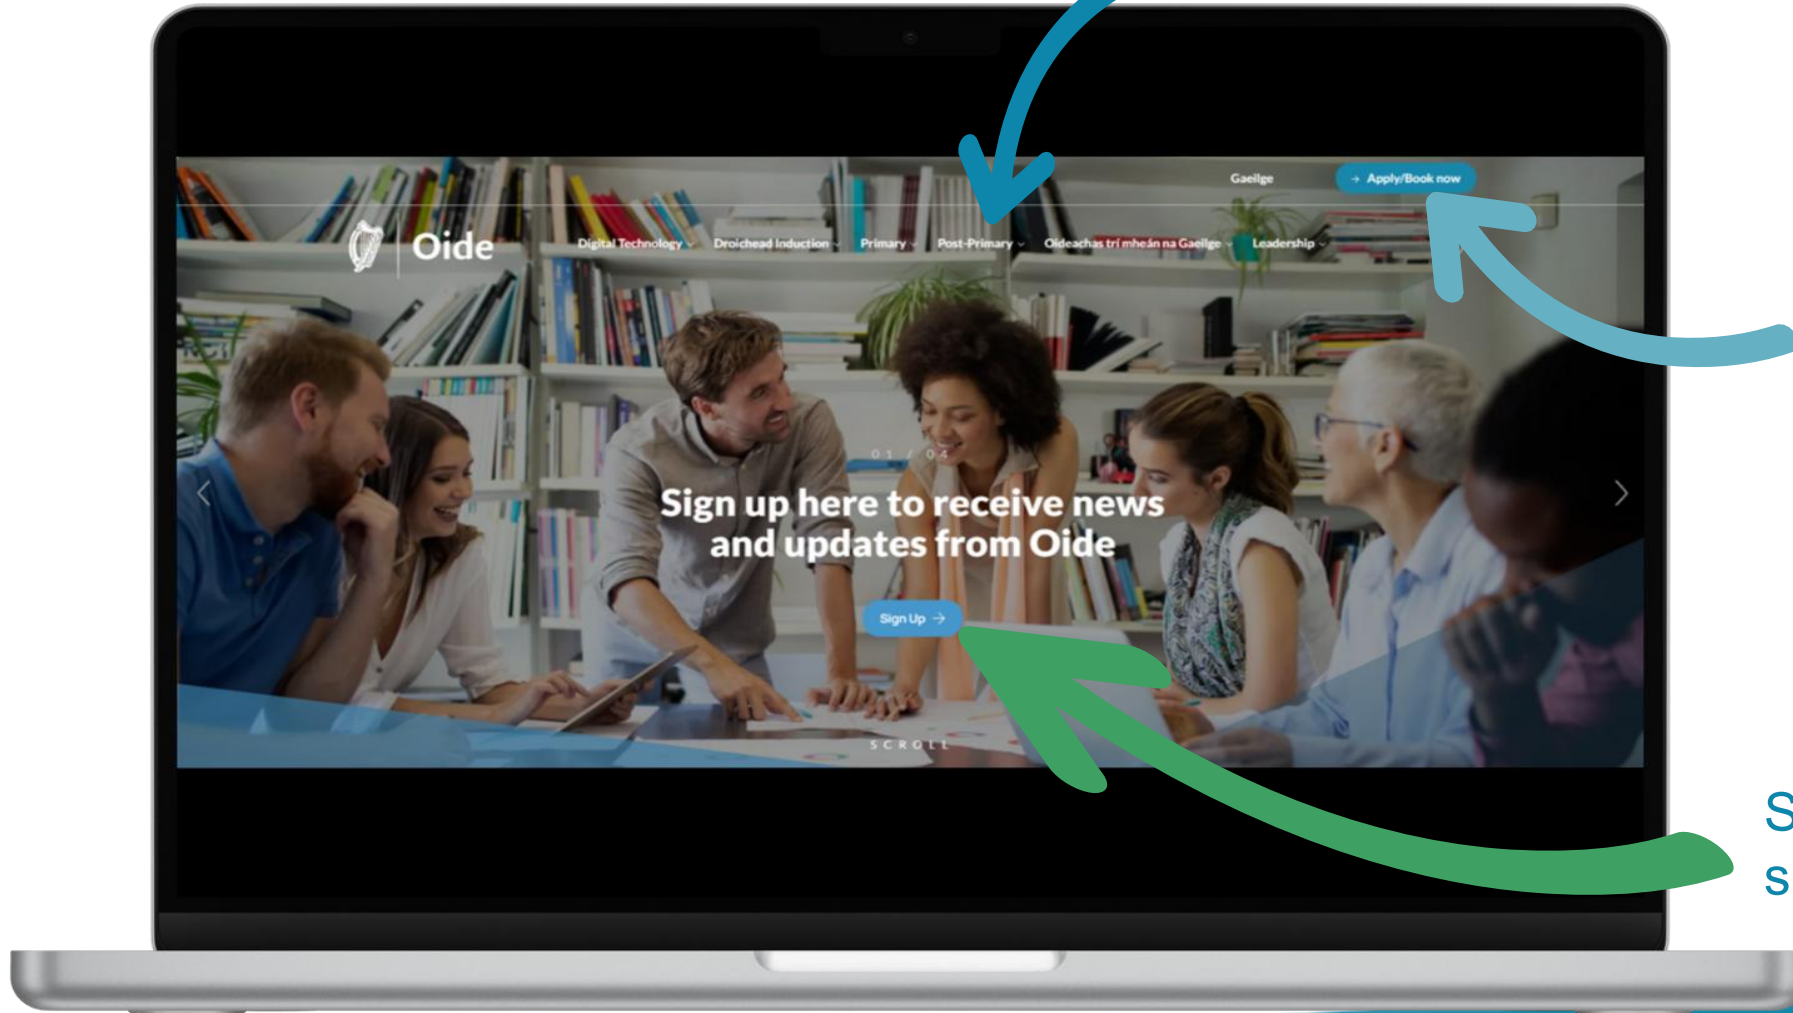 Gaeilge
→ Apply/Book now
Oide
Digital Technology
Droichead Induction
Primary
Post-Primary
Oideachas trí mheán na Gaeilge
Leadership
01 / 04
Sign up here to receive news
and updates from Oide
Sign Up →
SCROLL
S
s